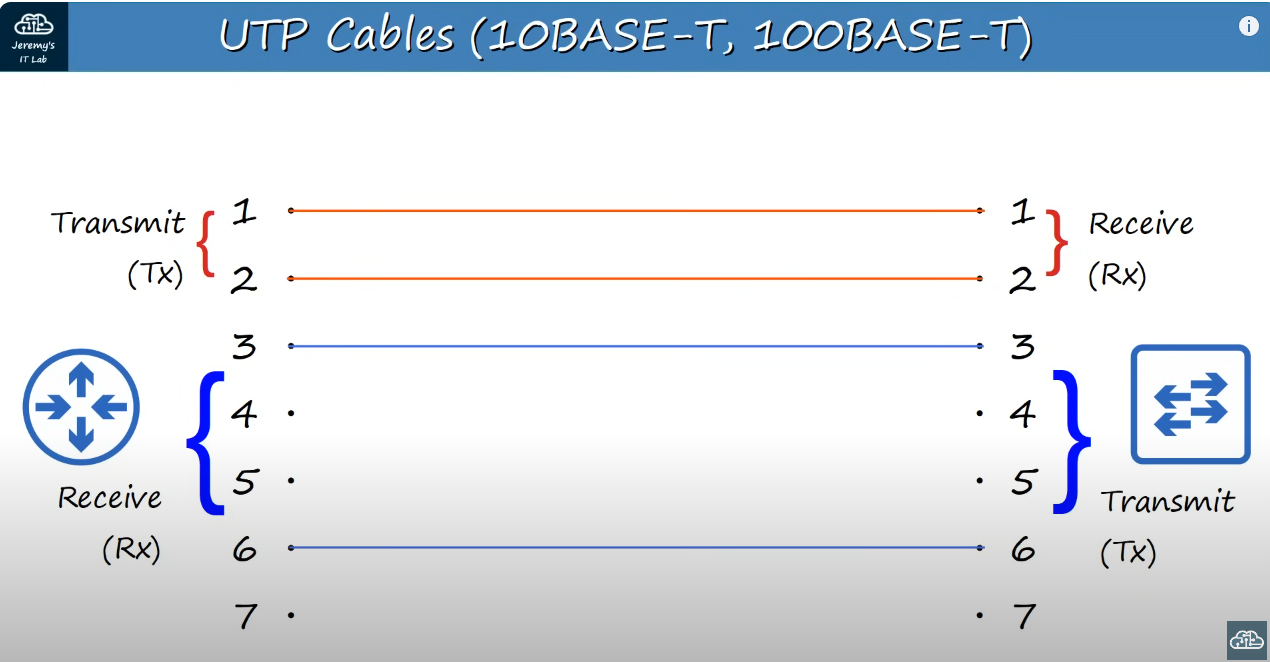 Jeremy's
IT Lab
UTP Cables (10BASE-T, 100BASE-T)
i
Transmit
(Tx)
1
1
Receive
(Rx)
2
2
3
3
4
4
5
5
Receive
(Rx)
Transmit
(Tx)
6
6
7
7